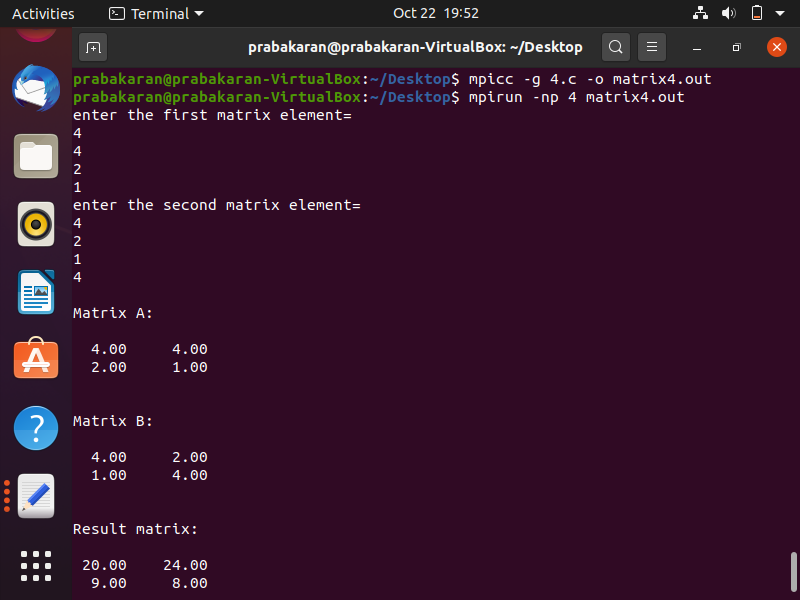 Activities Terminal Oct 22 19:52
prabakaran@prabakaran-VirtualBox: ~/Desktop
prabakaran@prabakaran-VirtualBox:~/Desktop$ mpicc -g 4.c -o matrix4.out
prabakaran@prabakaran-VirtualBox:~/Desktop$ mpirun -np 4 matrix4.out
enter the first matrix element=
4
4
2
1
enter the second matrix element=
4
2
1
4
Matrix A:
4.00 4.00
2.00 1.00
Matrix B:
4.00 2.00
1.00 4.00
Result matrix:
20.00 24.00
9.00 8.00